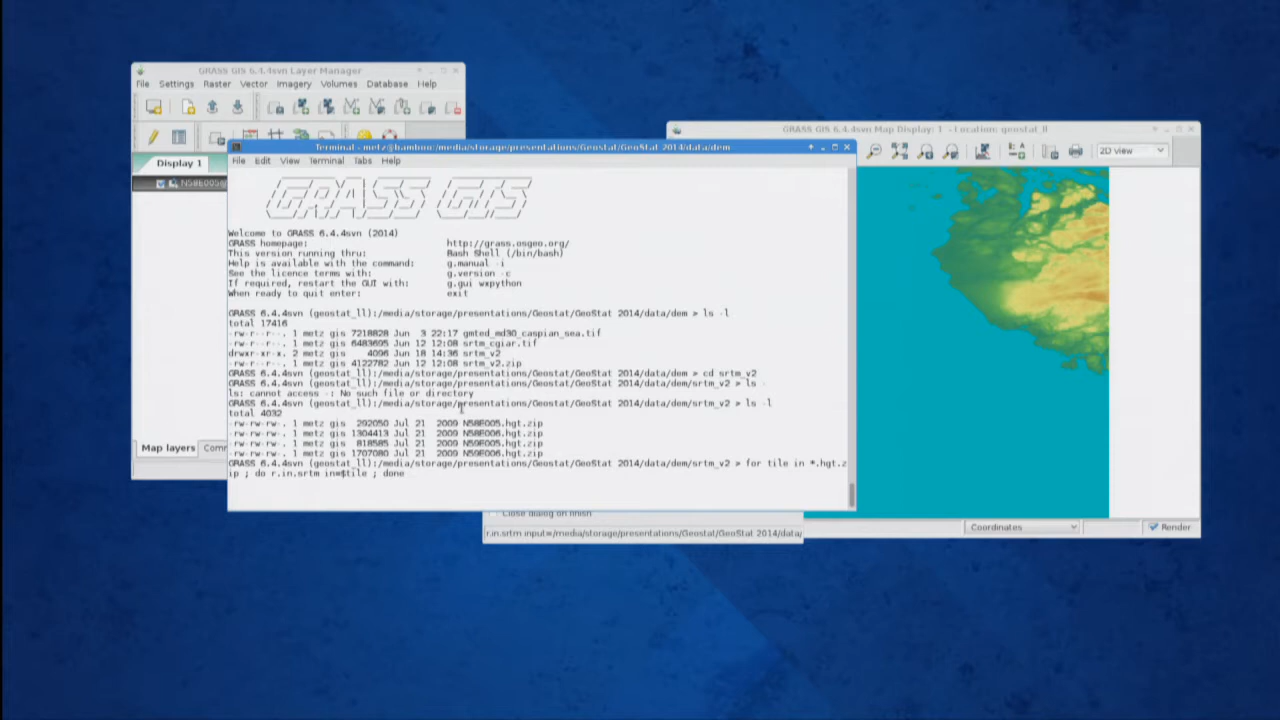 GRASS GIS 6.4.4svn Layer Manager
File Settings Raster Vector Imagery Volumes Database Help
Display 1
Map layers
GRASS GIS 6.4.4svn Map Display: 1 - Location: geostat_ll
2D view
Terminal - metz@bamboo:/media/storage/presentations/Geostat/GeoStat 2014/data/dem
File Edit View Terminal Tabs Help
GRASS GIS
Welcome to GRASS 6.4.4svn (2014)
GRASS homepage: http://grass.osgeo.org/
This version running thru: Bash Shell (/bin/bash)
Help is available with the command: g.manual -i
See the licence terms with: g.version -c
If required, restart the GUI with: g.gui wxpython
When ready to quit enter: exit
GRASS 6.4.4svn (geostat_ll):/media/storage/presentations/Geostat/GeoStat 2014/data/dem > ls -l
total 17416
-rw-r--r--. 1 metz gis 7218828 Jun 3 22:17 gmted_md30_caspian_sea.tif
-rw-r--r--. 1 metz gis 6483695 Jun 12 12:08 srtm_cgiar.tif
drwxr-xr-x. 2 metz gis 4096 Jun 18 14:36 srtm_v2
-rw-r--r--. 1 metz gis 4122782 Jun 12 12:08 srtm_v2.zip
GRASS 6.4.4svn (geostat_ll):/media/storage/presentations/Geostat/GeoStat 2014/data/dem > cd srtm_v2
GRASS 6.4.4svn (geostat_ll):/media/storage/presentations/Geostat/GeoStat 2014/data/dem/srtm_v2 > ls -
ls: cannot access -: No such file or directory
GRASS 6.4.4svn (geostat_ll):/media/storage/presentations/Geostat/GeoStat 2014/data/dem/srtm_v2 > ls -l
total 4032
-rw-rw-rw-. 1 metz gis 292050 Jul 21 2009 N58E005.hgt.zip
-rw-rw-rw-. 1 metz gis 1304413 Jul 21 2009 N58E006.hgt.zip
-rw-rw-rw-. 1 metz gis 818585 Jul 21 2009 N59E005.hgt.zip
-rw-rw-rw-. 1 metz gis 1707080 Jul 21 2009 N59E006.hgt.zip
GRASS 6.4.4svn (geostat_ll):/media/storage/presentations/Geostat/GeoStat 2014/data/dem/srtm_v2 > for tile in *.hgt.z
ip ; do r.in.srtm in=$tile ; done
Close dialog on finish
r.in.srtm input=/media/storage/presentations/Geostat/GeoStat 2014/data/
Coordinates
Render